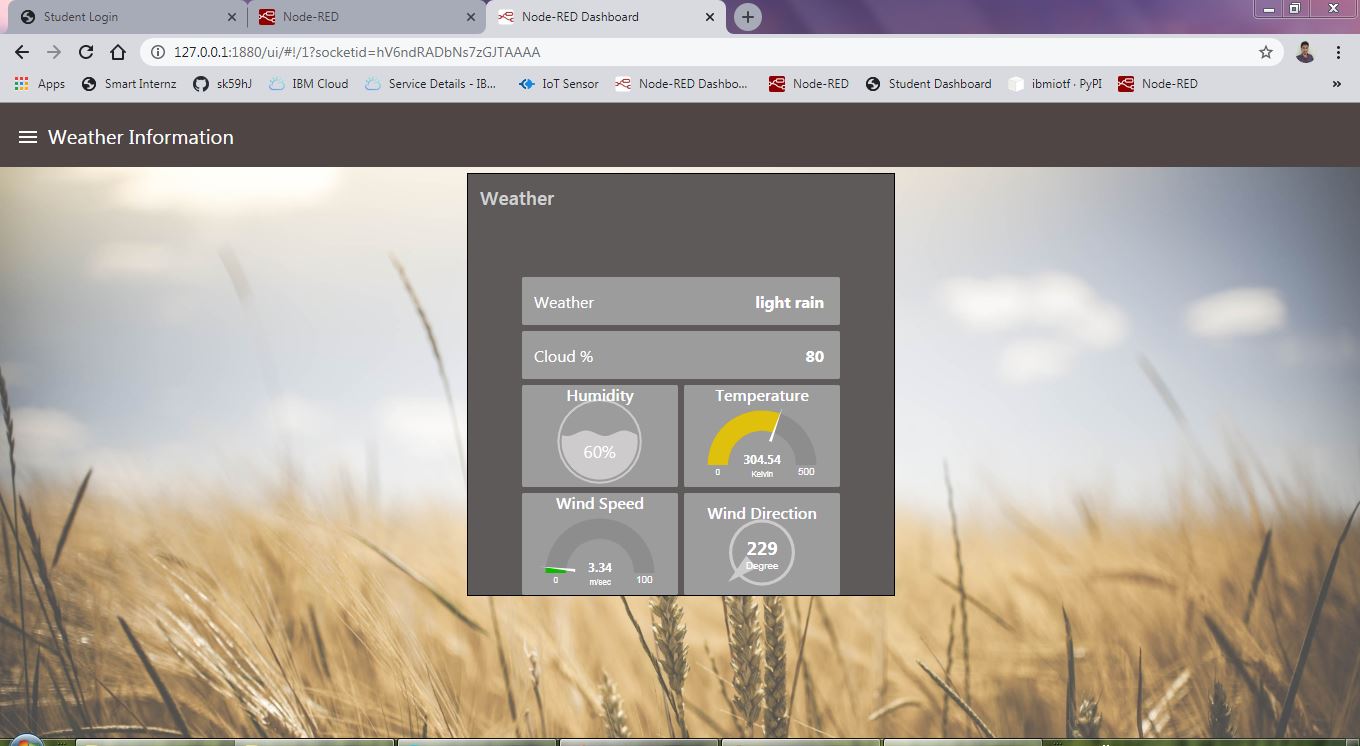 Student Login
Node-RED
Node-RED Dashboard
127.0.0.1:1880/ui/#!/1?socketid=hV6ndRADbNs7zGJTAAAA
Apps
Smart Internz
sk59hJ
IBM Cloud
Service Details - IB...
IoT Sensor
Node-RED Dashbo...
Node-RED
Student Dashboard
ibmiotf · PyPI
Node-RED
»
Weather Information
Weather
Weather light rain
Cloud % 80
Humidity
60%
Temperature
304.54
Kelvin
0 500
Wind Speed
3.34
m/sec
0 100
Wind Direction
229
Degree